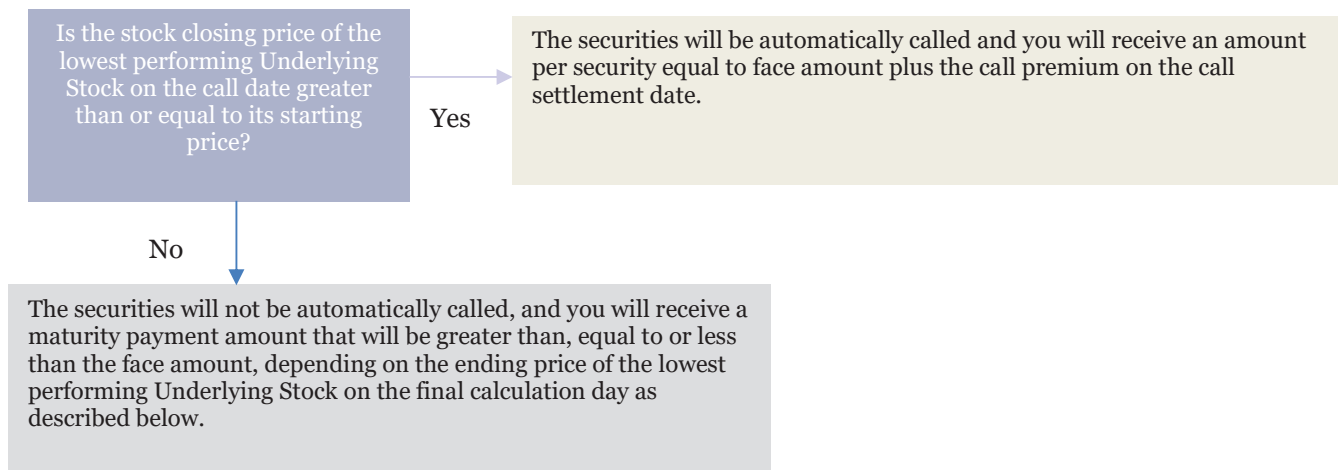 Is the stock closing price of the
lowest performing Underlying
Stock on the call date greater
than or equal to its starting
price?
Yes
The securities will be automatically called and you will receive an amount
per security equal to face amount plus the call premium on the call
settlement date.
No
The securities will not be automatically called, and you will receive a
maturity payment amount that will be greater than, equal to or less
than the face amount, depending on the ending price of the lowest
performing Underlying Stock on the final calculation day as
described below.